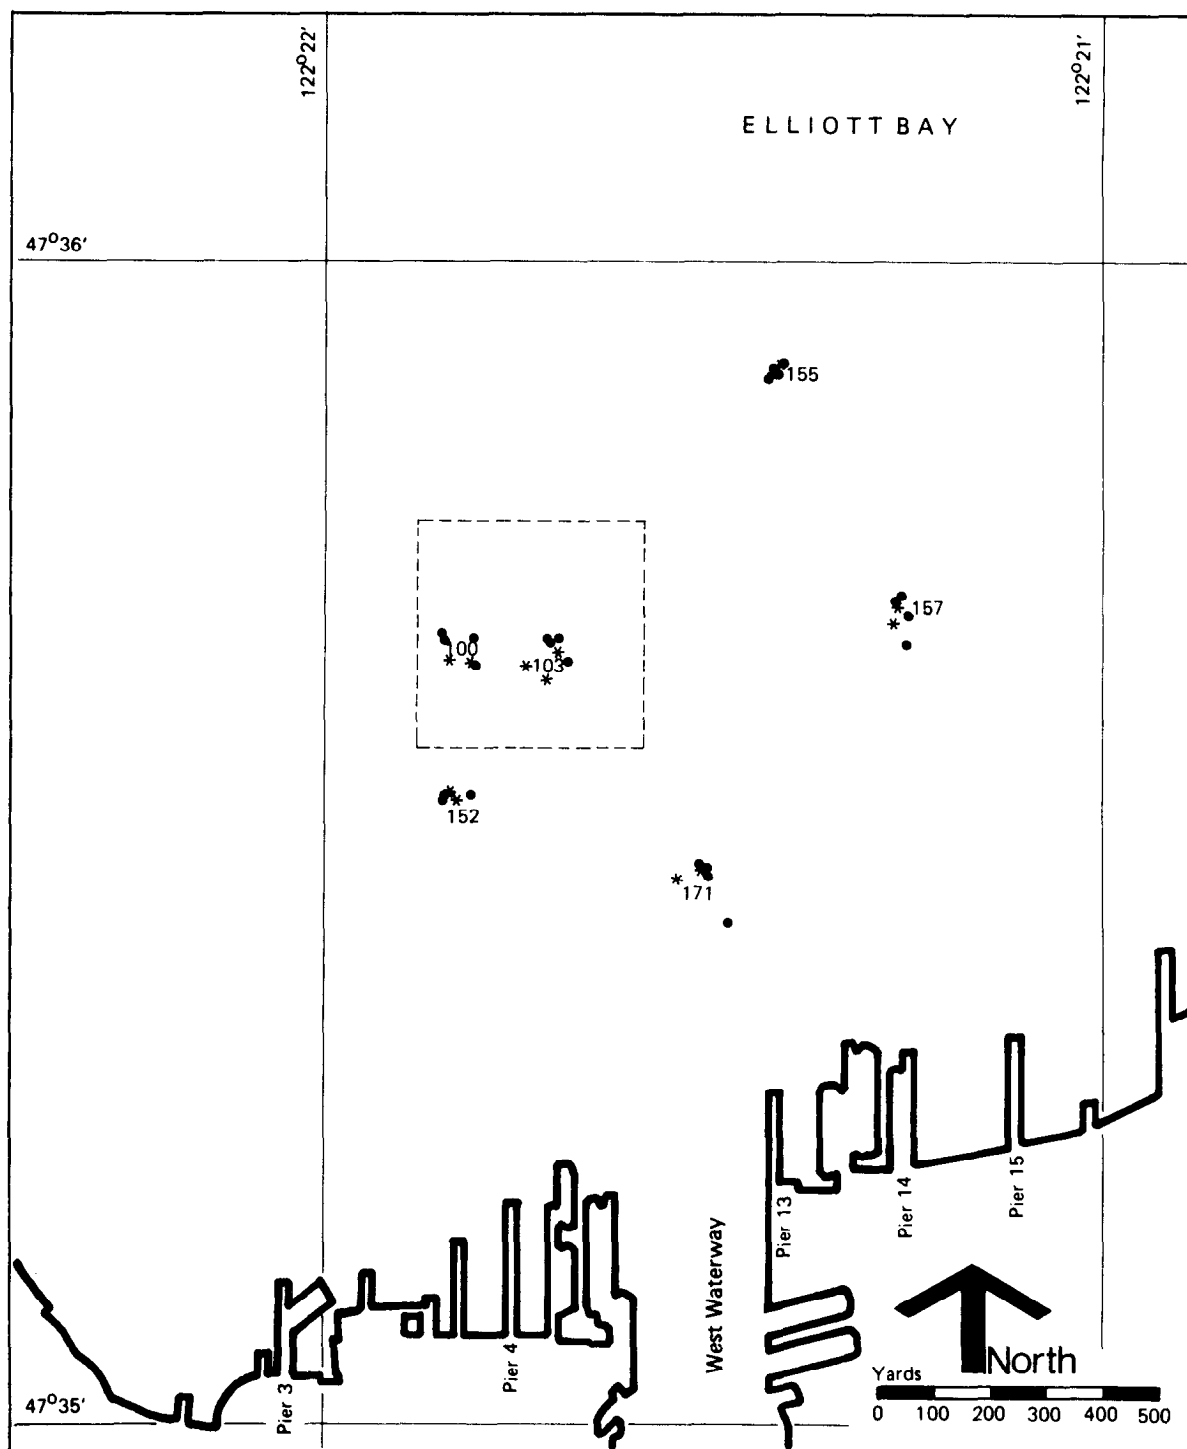 122°22'
122°21'
ELLIOTT BAY
47°36'
155
157
100
103
152
171
Pier 15
Pier 14
Pier 13
West Waterway
Pier 4
Pier 3
North
Yards
0 100 200 300 400 500
47°35'